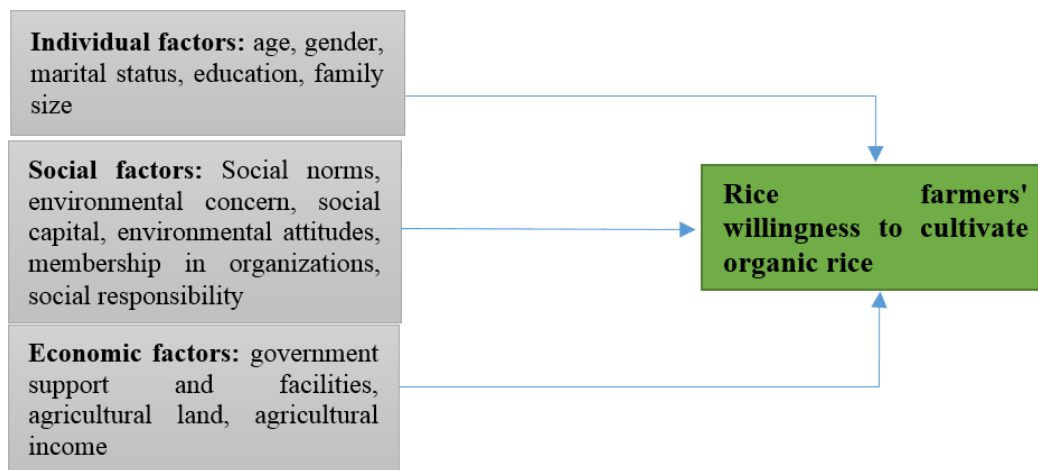 Individual factors: age, gender,
marital status, education, family
size
Social factors: Social norms,
environmental concern, social
capital, environmental attitudes,
membership in organizations,
social responsibility
Economic factors: government
support and facilities,
agricultural land, agricultural
income
Rice farmers'
willingness to cultivate
organic rice